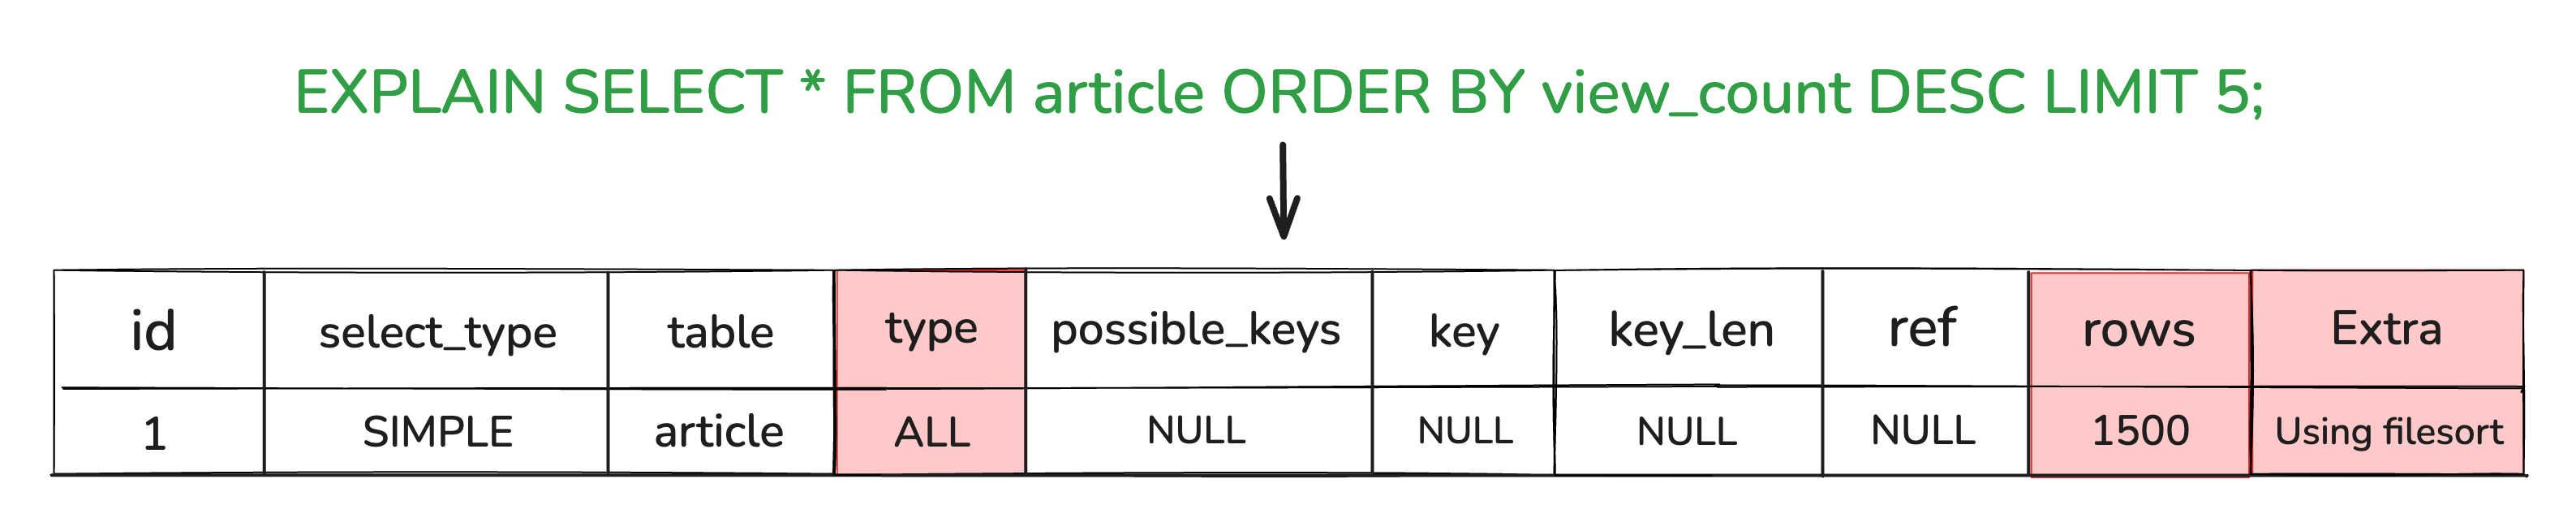 EXPLAIN SELECT * FROM article ORDER BY view_count DESC LIMIT 5;
id select_type table type possible_keys key key_len ref rows Extra
1 SIMPLE article ALL NULL NULL NULL NULL 1500 Using filesort